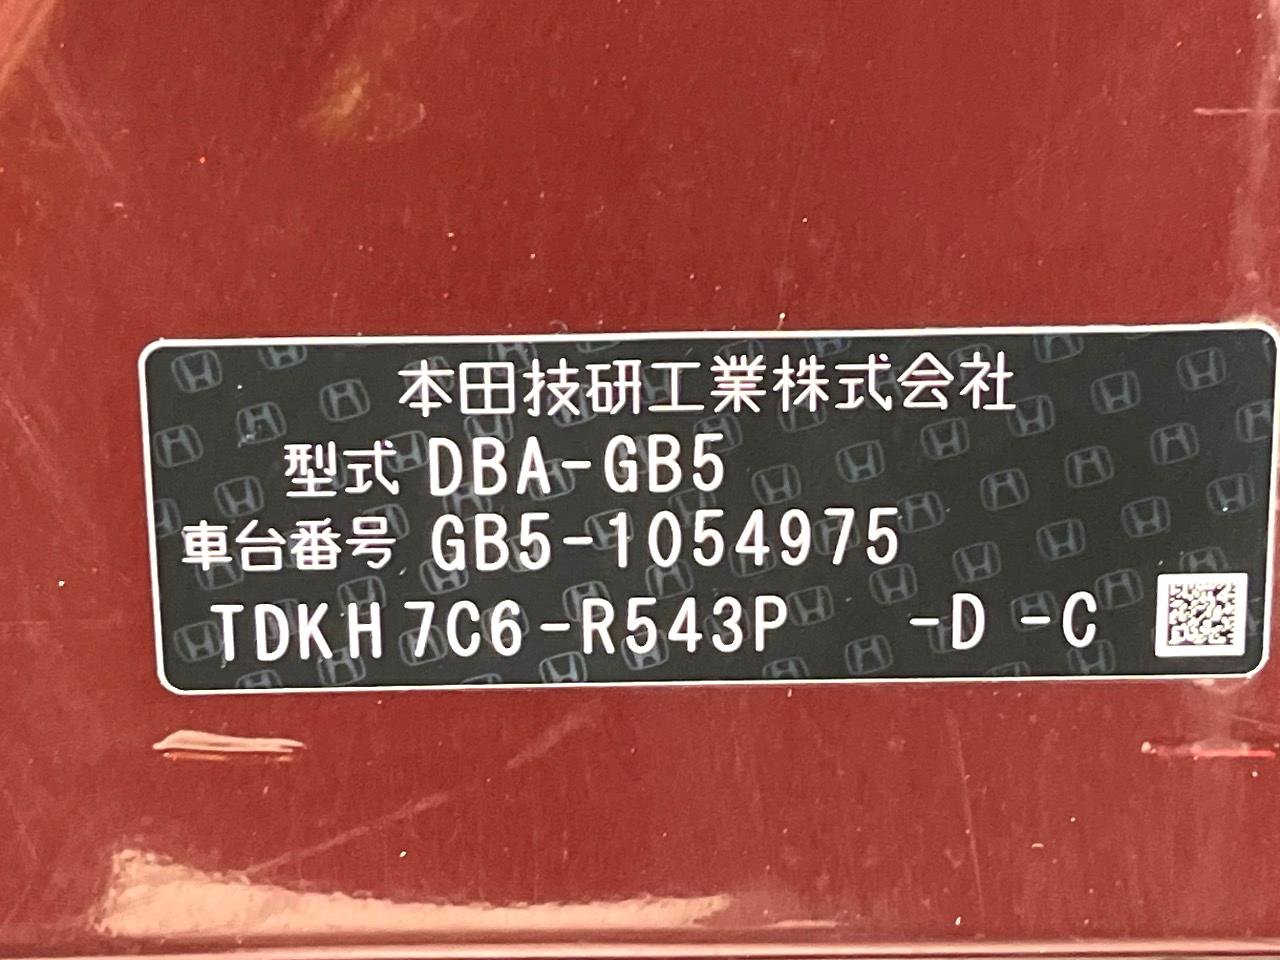 本田技研工業株式会社
型式 DBA-GB5
車台番号 GB5-1054975
TDKH7C6-R543P -D -C